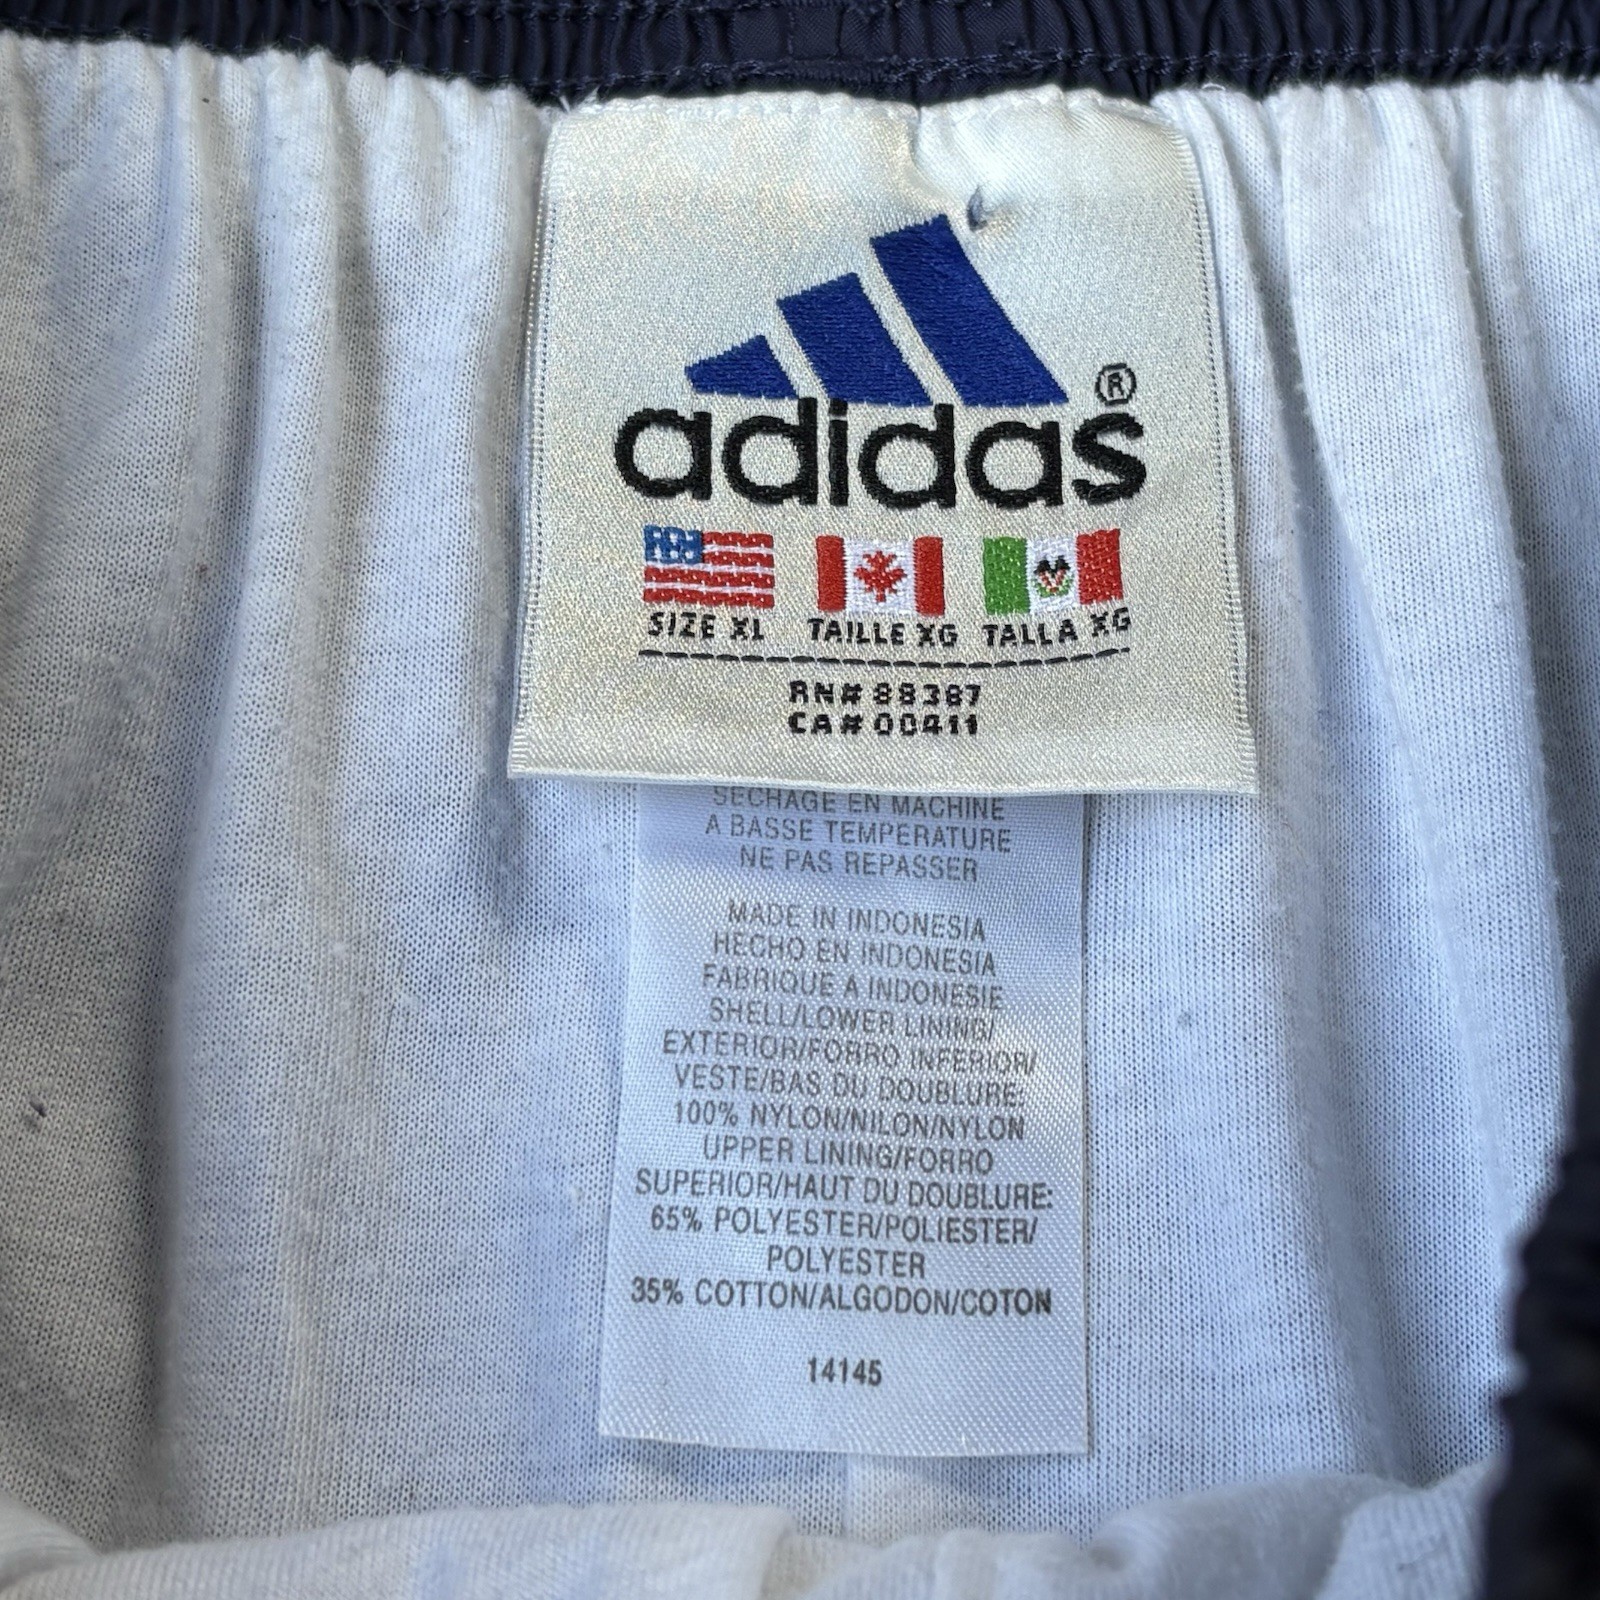 adidas®
SIZE XL TAILLE XG TALLA XG
RN# 88387
CA# 00411
SECHAGE EN MACHINE
A BASSE TEMPERATURE
NE PAS REPASSER
MADE IN INDONESIA
HECHO EN INDONESIA
FABRIQUE A INDONESIE
SHELL/LOWER LINING/
EXTERIOR/FORRO INFERIOR/
VESTE/BAS DU DOUBLURE:
100% NYLON/NILON/NYLON
UPPER LINING/FORRO
SUPERIOR/HAUT DU DOUBLURE:
65% POLYESTER/POLIESTER/
POLYESTER
35% COTTON/ALGODON/COTON
14145